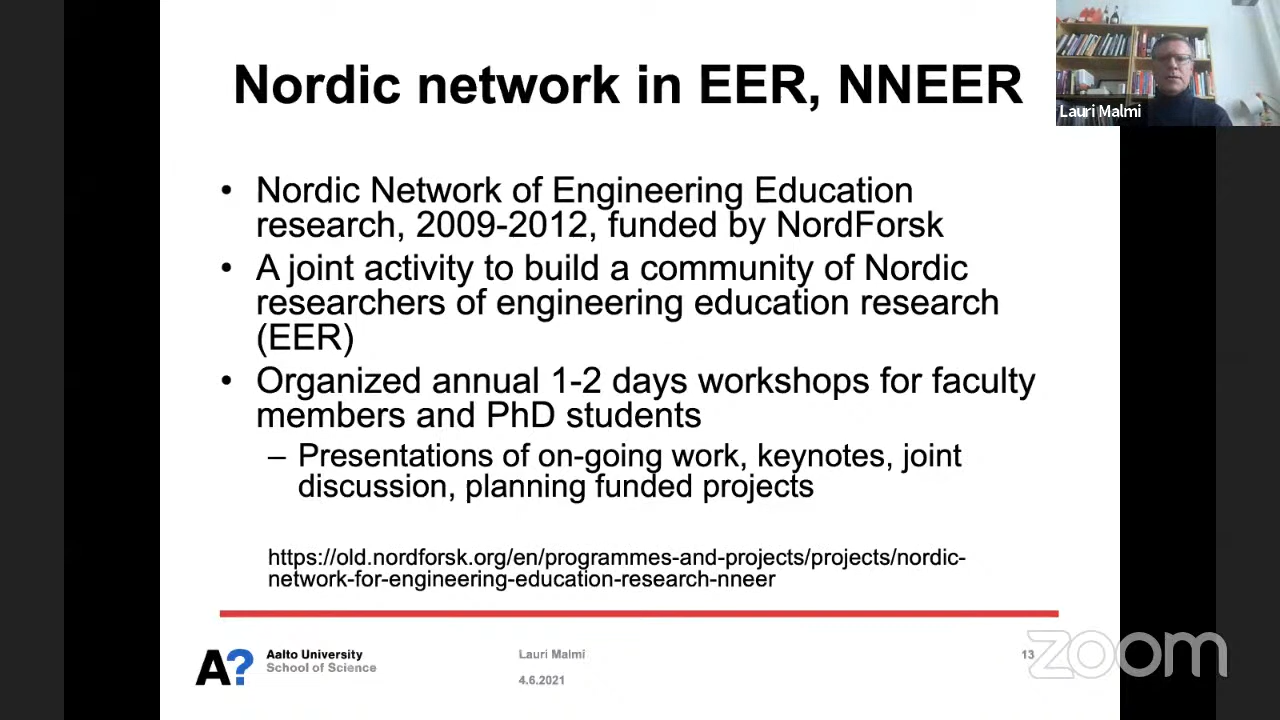 Nordic network in EER, NNEER
Lauri Malmi
• Nordic Network of Engineering Education
research, 2009-2012, funded by NordForsk
• A joint activity to build a community of Nordic
researchers of engineering education research
(EER)
• Organized annual 1-2 days workshops for faculty
members and PhD students
– Presentations of on-going work, keynotes, joint
discussion, planning funded projects
https://old.nordforsk.org/en/programmes-and-projects/projects/nordic-
network-for-engineering-education-research-nneer
A? Aalto University
School of Science
Lauri Malmi
4.6.2021
13
zoom